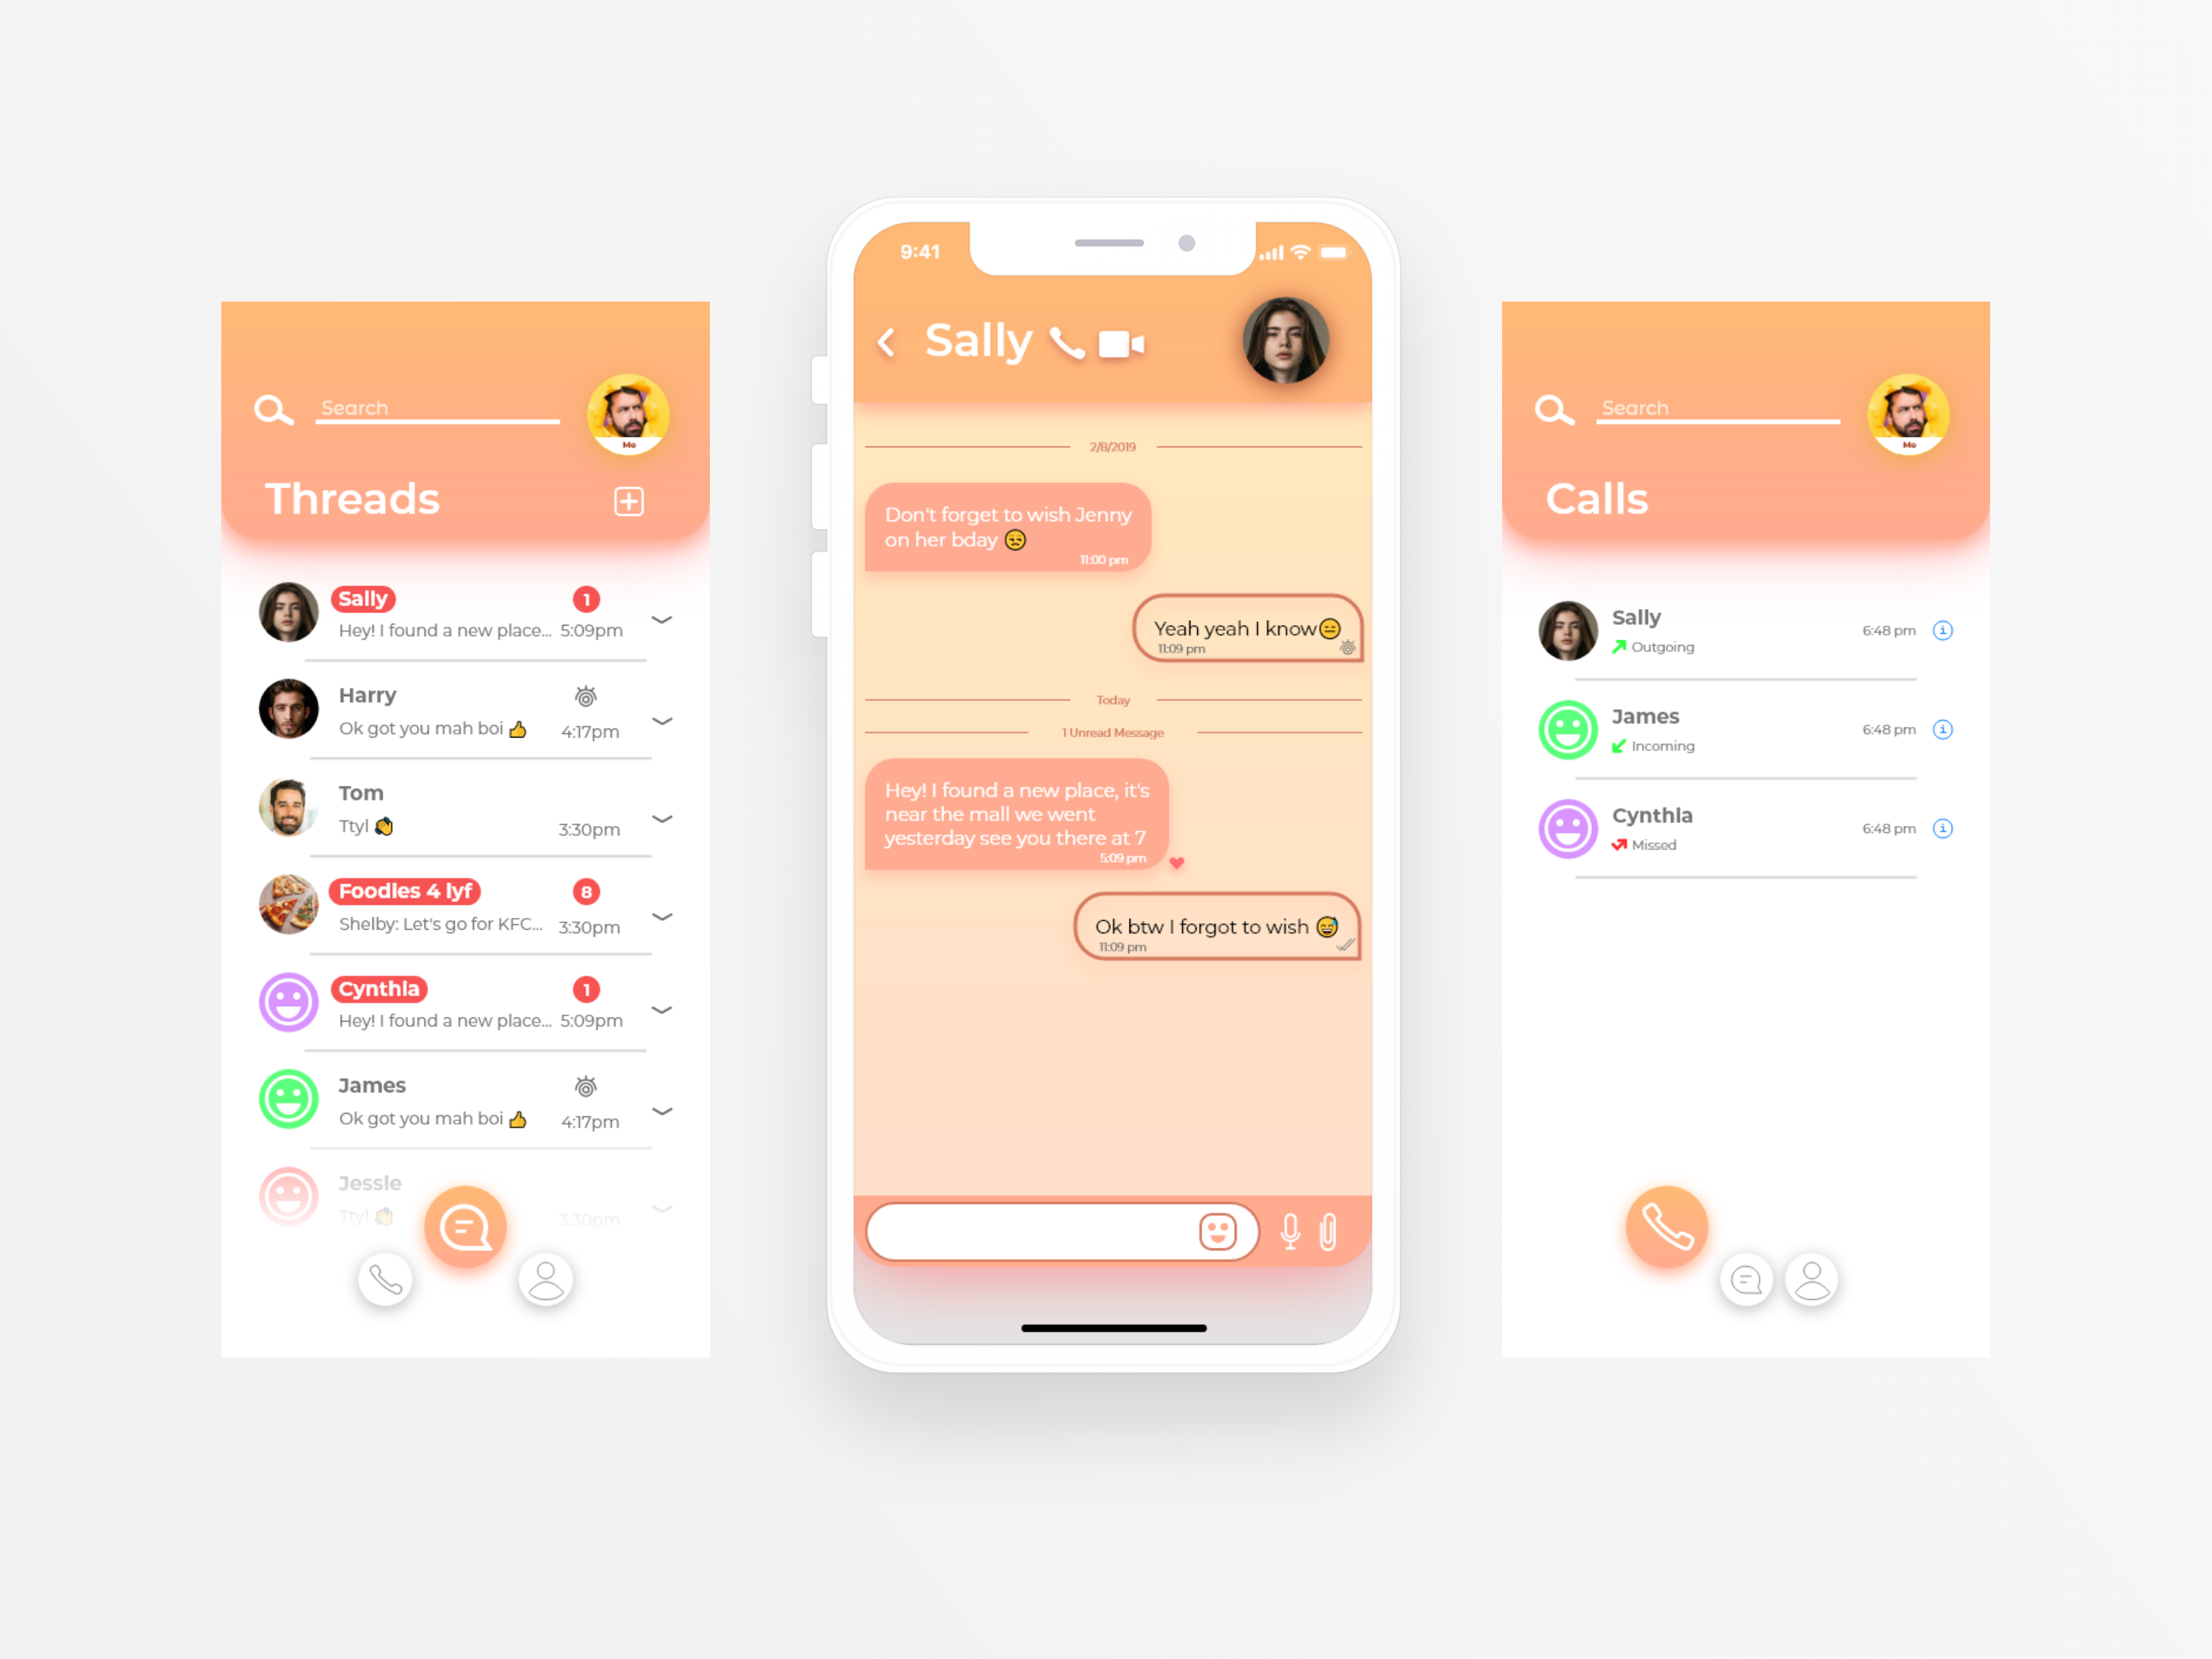 Search
Me
Threads
Sally
1
Hey! I found a new place...
5:09pm
Harry
Ok got you mah boi 👍
4:17pm
Tom
Ttyl 👏
3:30pm
Foodles 4 lyf
8
Shelby: Let's go for KFC...
3:30pm
Cynthla
1
Hey! I found a new place...
5:09pm
James
Ok got you mah boi 👍
4:17pm
Jessle
Ttyl 👏
3:30pm
9:41
Sally
2/8/2019
Don't forget to wish Jenny
on her bday 😒
11:00 pm
Yeah yeah I know😑
11:09 pm
Today
1 Unread Message
Hey! I found a new place, it's
near the mall we went
yesterday see you there at 7
5:09 pm
Ok btw I forgot to wish 😅
11:09 pm
Search
Me
Calls
Sally
Outgoing
6:48 pm
James
Incoming
6:48 pm
Cynthla
Missed
6:48 pm